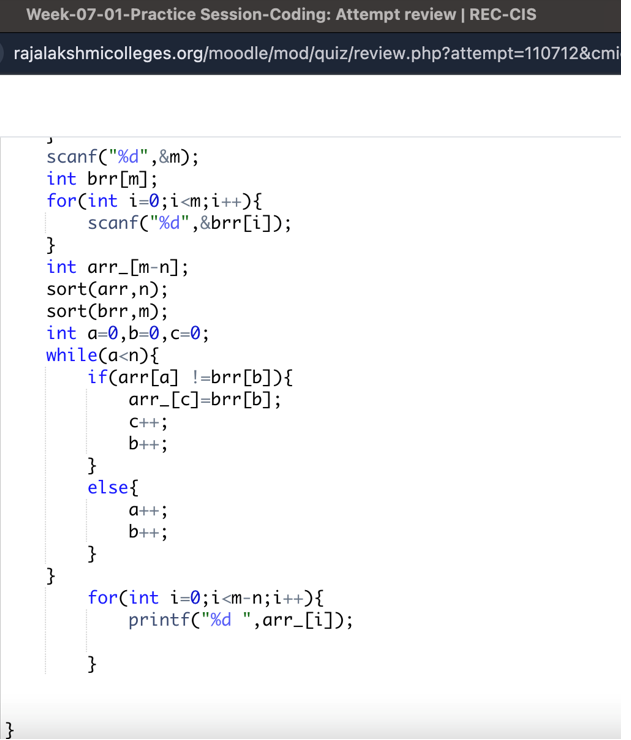 Week-07-01-Practice Session-Coding: Attempt review | REC-CIS
rajalakshmicolleges.org/moodle/mod/quiz/review.php?attempt=110712&cmi
}
scanf("%d",&m);
int brr[m];
for(int i=0;i<m;i++){
scanf("%d",&brr[i]);
}
int arr_[m-n];
sort(arr,n);
sort(brr,m);
int a=0,b=0,c=0;
while(a<n){
if(arr[a] !=brr[b]){
arr_[c]=brr[b];
c++;
b++;
}
else{
a++;
b++;
}
}
for(int i=0;i<m-n;i++){
printf("%d ",arr_[i]);
}
}